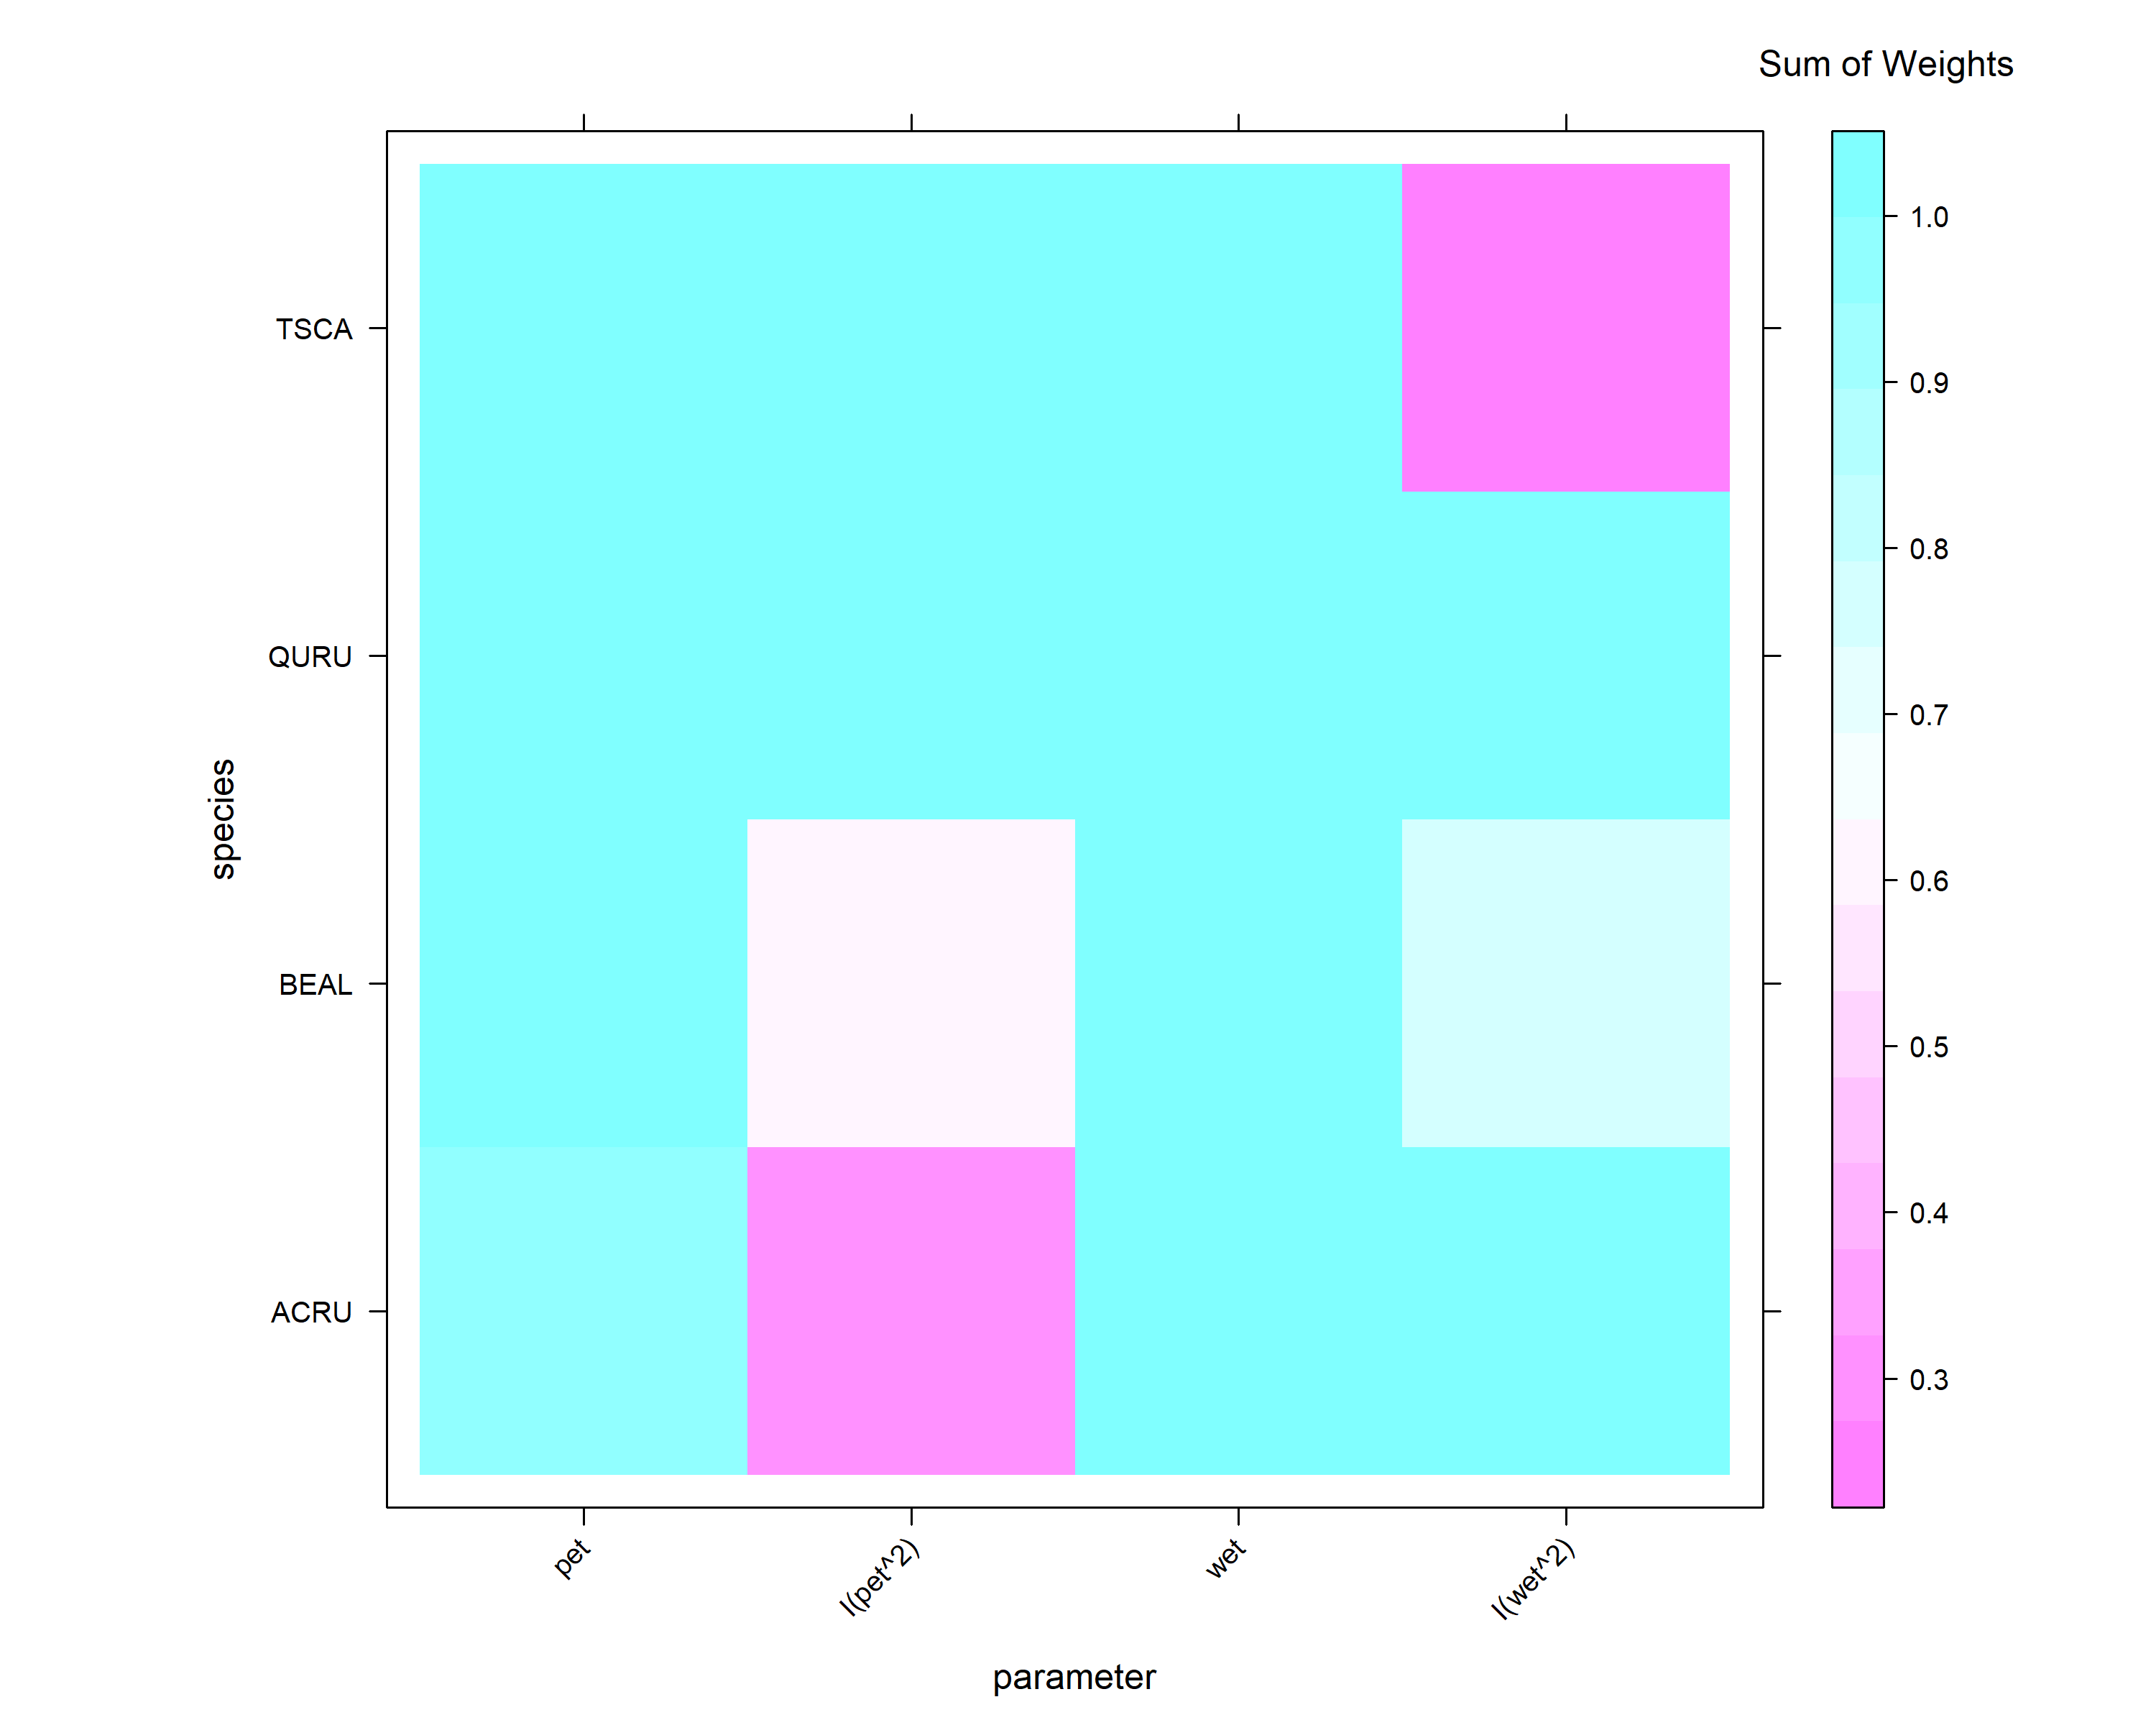 Sum of Weights
1.0
0.9
0.8
0.7
0.6
0.5
0.4
0.3
TSCA
QURU
BEAL
ACRU
species
pet
I(pet^2)
wet
I(wet^2)
parameter